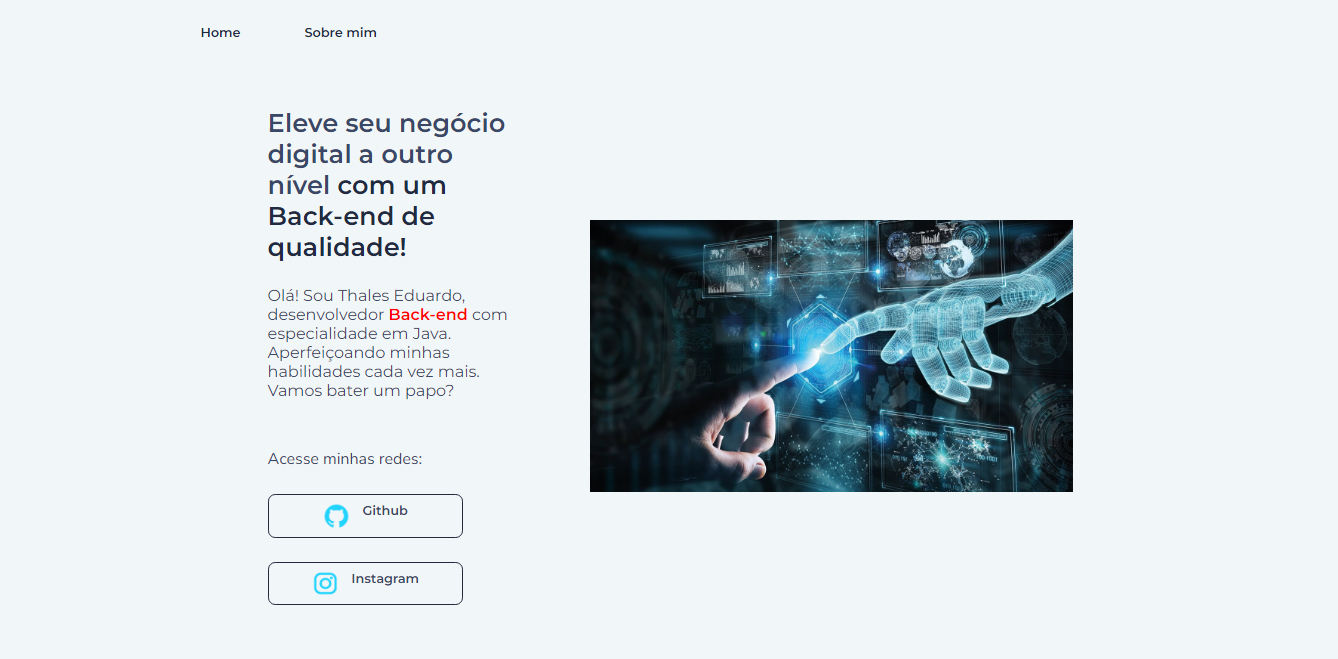 Home
Sobre mim
Eleve seu negócio
digital a outro
nível com um
Back-end de
qualidade!
Olá! Sou Thales Eduardo,
desenvolvedor Back-end com
especialidade em Java.
Aperfeiçoando minhas
habilidades cada vez mais.
Vamos bater um papo?
Acesse minhas redes:
Github
Instagram